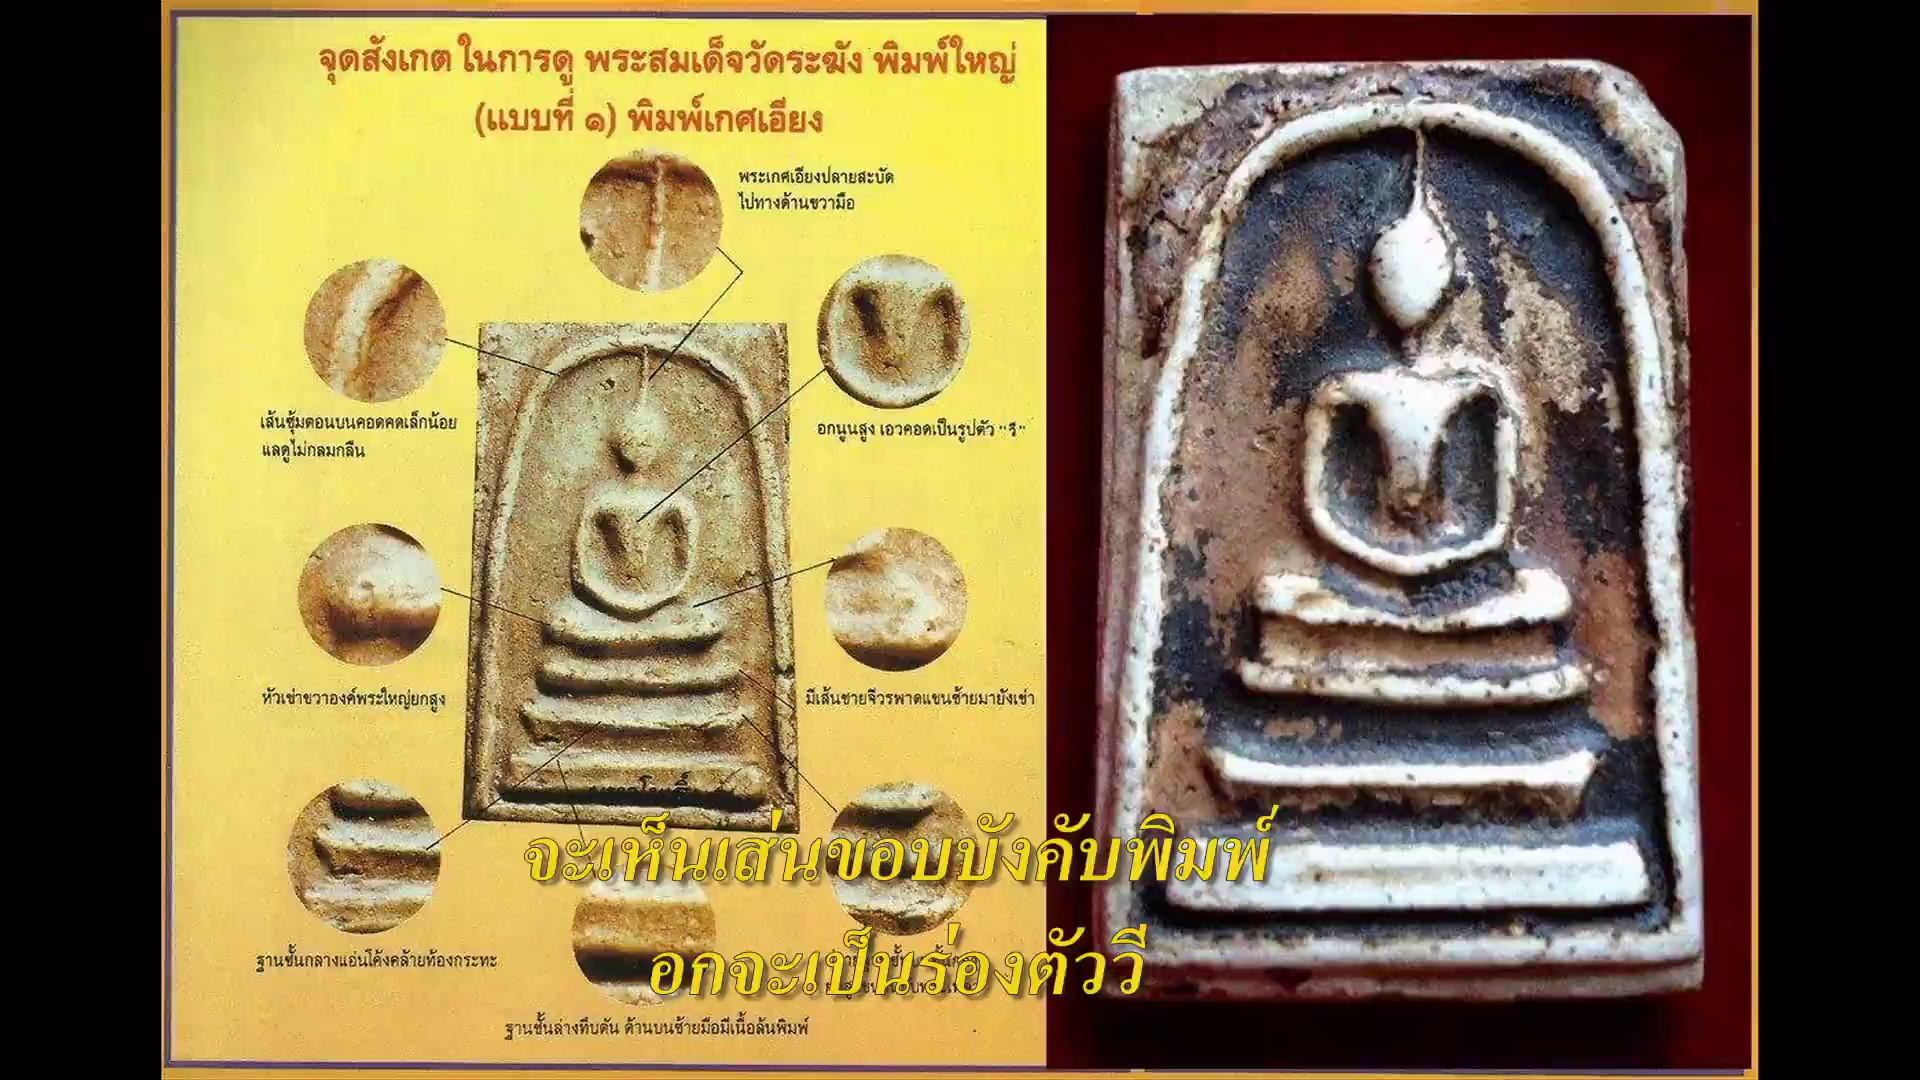 จุดสังเกต ในการดู พระสมเด็จวัดระฆัง พิมพ์ใหญ่
(แบบที่ ๑) พิมพ์เกศเอียง
พระเกศเอียงปลายสะบัด
ไปทางด้านขวามือ
เส้นซุ้มตอนบนคอดคดเล็กน้อย
แลดูไม่กลมกลืน
อกนูนสูง เอวคอดเป็นรูปตัว "วี"
หัวเข่าขวาองค์พระใหญ่ยกสูง
มีเส้นชายจีวรพาดแขนซ้ายมายังเข่า
จะเห็นเส่นขอบบังคับพิมพ์
อกจะเป็นร่องตัววี
ฐานชั้นกลางแอ่นโค้งคล้ายท้องกระทะ
ฐานชั้นล่างทึบตัน ด้านบนซ้ายมือมีเนื้อล้นพิมพ์